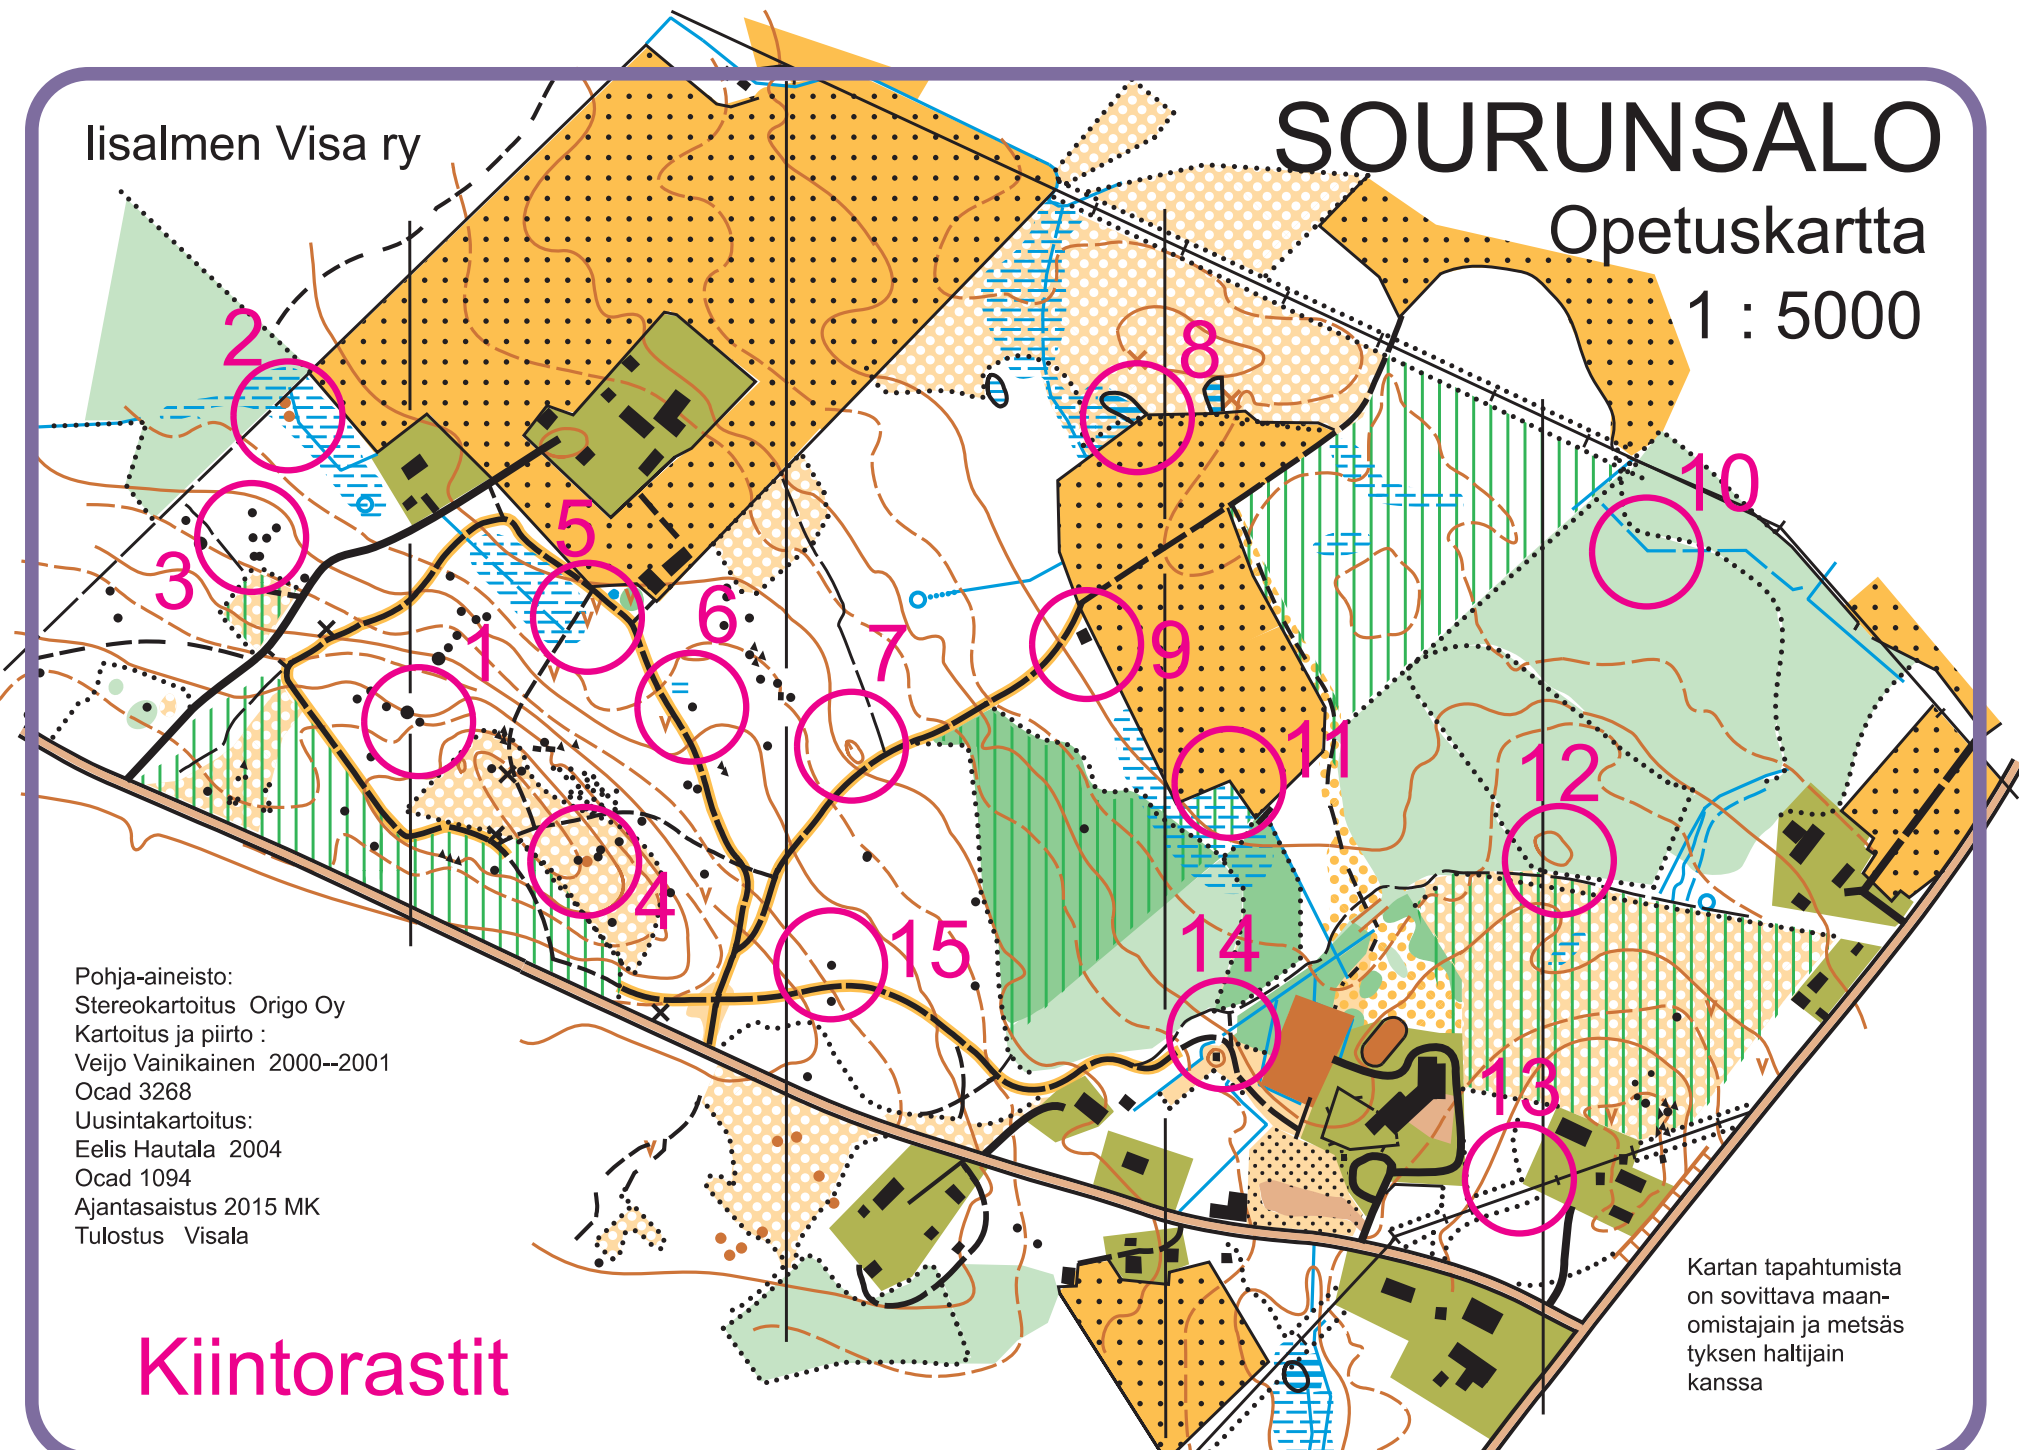 Iisalmen Visa ry
SOURUNSALO
Opetuskartta
1 : 5000
2
8
10
5
3
6
1
7
9
11
12
4
15
14
13
Pohja-aineisto:
Stereokartoitus Origo Oy
Kartoitus ja piirto :
Veijo Vainikainen 2000--2001
Ocad 3268
Uusintakartoitus:
Eelis Hautala 2004
Ocad 1094
Ajantasaistus 2015 MK
Tulostus Visala
Kiintorastit
Kartan tapahtumista
on sovittava maan-
omistajain ja metsäs
tyksen haltijain
kanssa